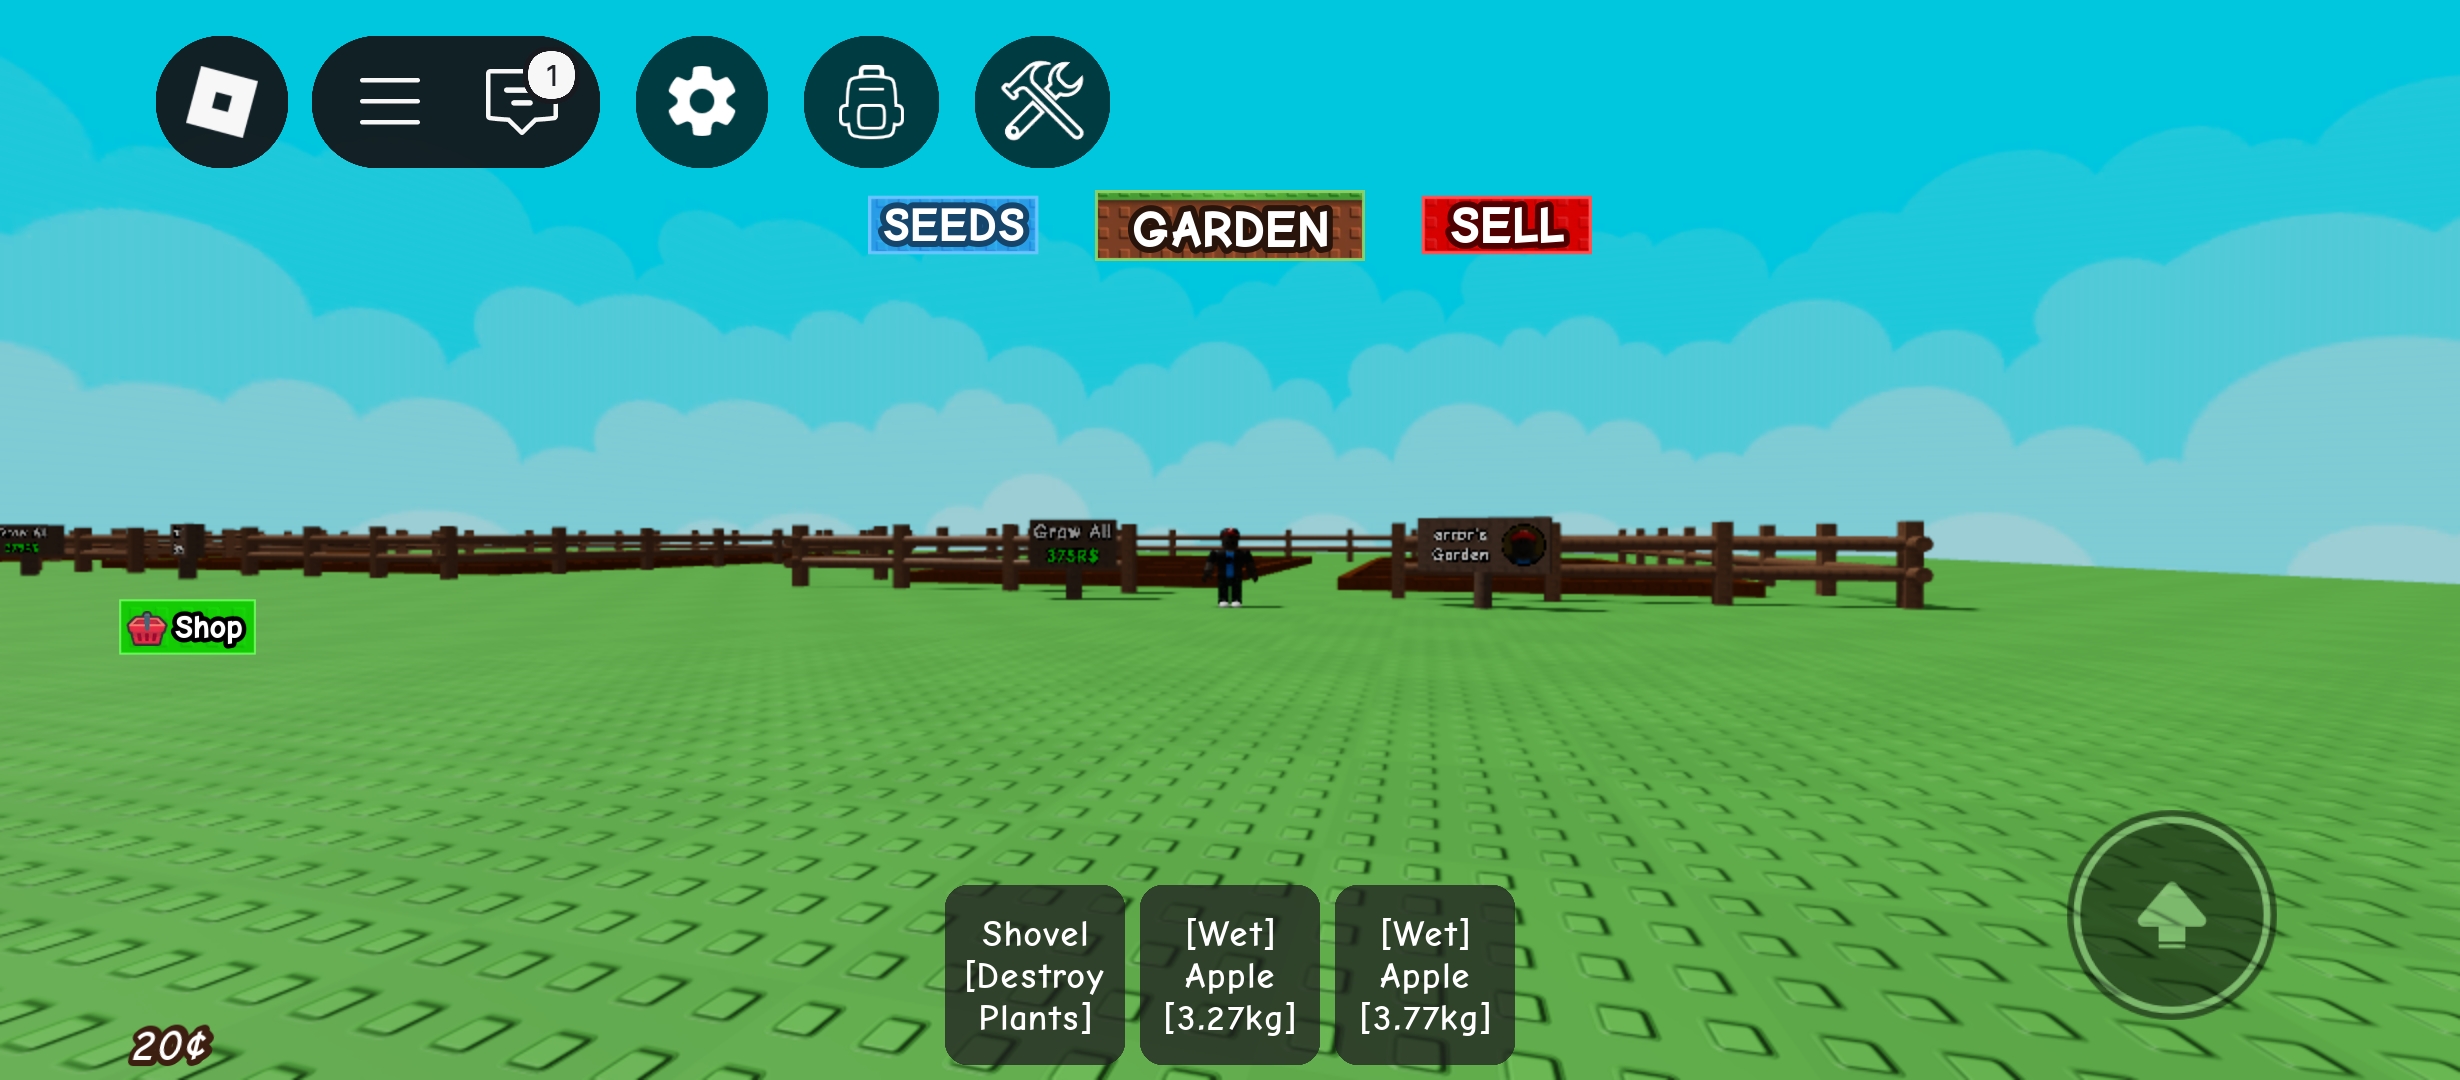 1
SEEDS
GARDEN
SELL
Grow All
375R$
error's
Garden
Shop
Shovel
[Destroy
Plants]
[Wet]
Apple
[3.27kg]
[Wet]
Apple
[3.77kg]
20¢